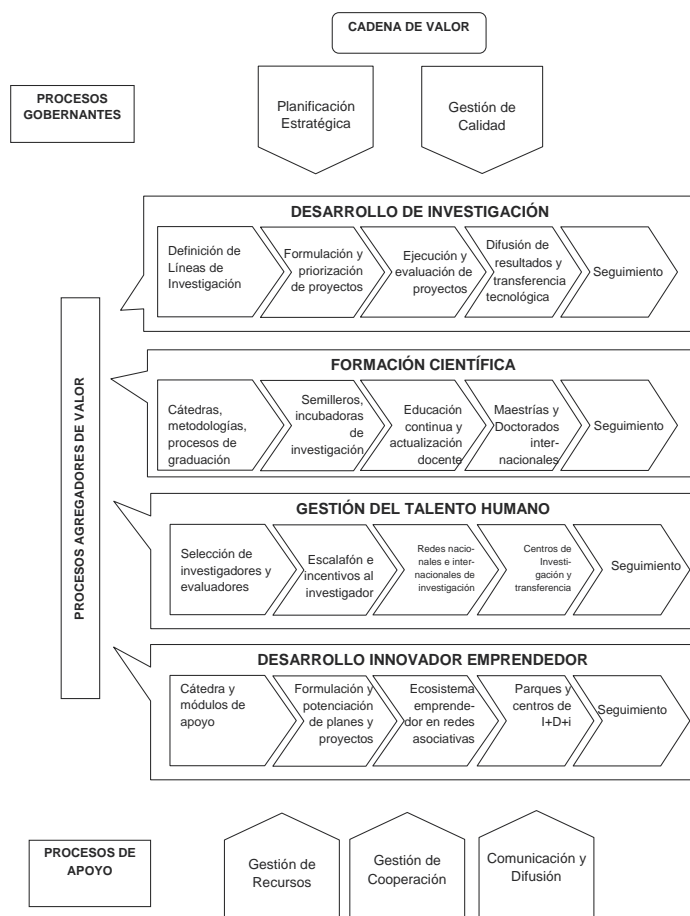 CADENA DE VALOR
PROCESOS
GOBERNANTES
Planificación
Estratégica
Gestión de
Calidad
PROCESOS AGREGADORES DE VALOR
DESARROLLO DE INVESTIGACIÓN
Definición de
Líneas de
Investigación
Formulación y
priorización
de proyectos
Ejecución y
evaluación de
proyectos
Difusión de
resultados y
transferencia
tecnológica
Seguimiento
FORMACIÓN CIENTÍFICA
Cátedras,
metodologías,
procesos de
graduación
Semilleros,
incubadoras
de
investigación
Educación
continua y
actualización
docente
Maestrías y
Doctorados
inter-
nacionales
Seguimiento
GESTIÓN DEL TALENTO HUMANO
Selección de
investigadores y
evaluadores
Escalafón e
incentivos al
investigador
Redes nacio-
nales e inter-
nacionales de
investigación
Centros de
Investi-
gación y
transferencia
Seguimiento
DESARROLLO INNOVADOR EMPRENDEDOR
Cátedra y
módulos de
apoyo
Formulación y
potenciación
de planes y
proyectos
Ecosistema
emprende-
dor en redes
asociativas
Parques y
centros de
I+D+i
Seguimiento
PROCESOS DE
APOYO
Gestión de
Recursos
Gestión de
Cooperación
Comunicación y
Difusión